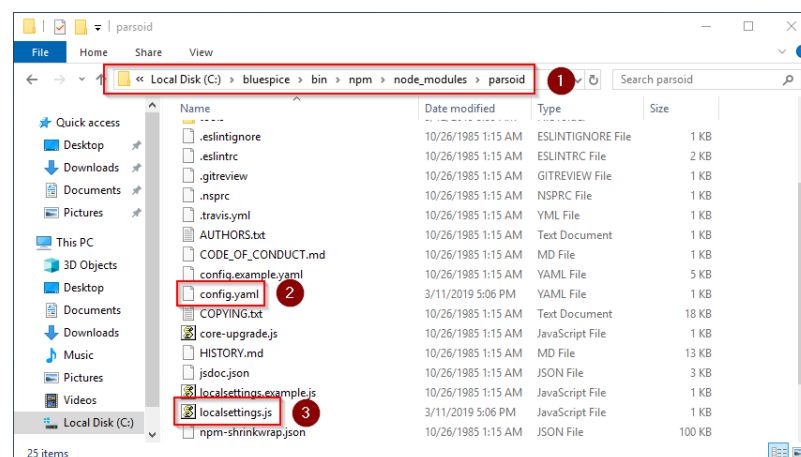 parsoid
File Home Share View
« Local Disk (C:) › bluespice › bin › npm › node_modules › parsoid 1 Search parsoid
Name Date modified Type Size
Quick access
Desktop
Downloads
Documents
Pictures
This PC
3D Objects
Desktop
Documents
Downloads
Music
Pictures
Videos
Local Disk (C:)
.eslintignore 10/26/1985 1:15 AM ESLINTIGNORE File 1 KB
.eslintrc 10/26/1985 1:15 AM ESLINTRC File 2 KB
.gitreview 10/26/1985 1:15 AM GITREVIEW File 1 KB
.nsprc 10/26/1985 1:15 AM NSPRC File 1 KB
.travis.yml 10/26/1985 1:15 AM YML File 1 KB
AUTHORS.txt 10/26/1985 1:15 AM Text Document 1 KB
CODE_OF_CONDUCT.md 10/26/1985 1:15 AM MD File 1 KB
config.example.yaml 10/26/1985 1:15 AM YAML File 5 KB
config.yaml 2 3/11/2019 5:06 PM YAML File 1 KB
COPYING.txt 10/26/1985 1:15 AM Text Document 18 KB
core-upgrade.js 10/26/1985 1:15 AM JavaScript File 1 KB
HISTORY.md 10/26/1985 1:15 AM MD File 13 KB
jsdoc.json 10/26/1985 1:15 AM JSON File 3 KB
localsettings.example.js 10/26/1985 1:15 AM JavaScript File 1 KB
localsettings.js 3 3/11/2019 5:06 PM JavaScript File 1 KB
npm-shrinkwrap.json 10/26/1985 1:15 AM JSON File 100 KB
25 items